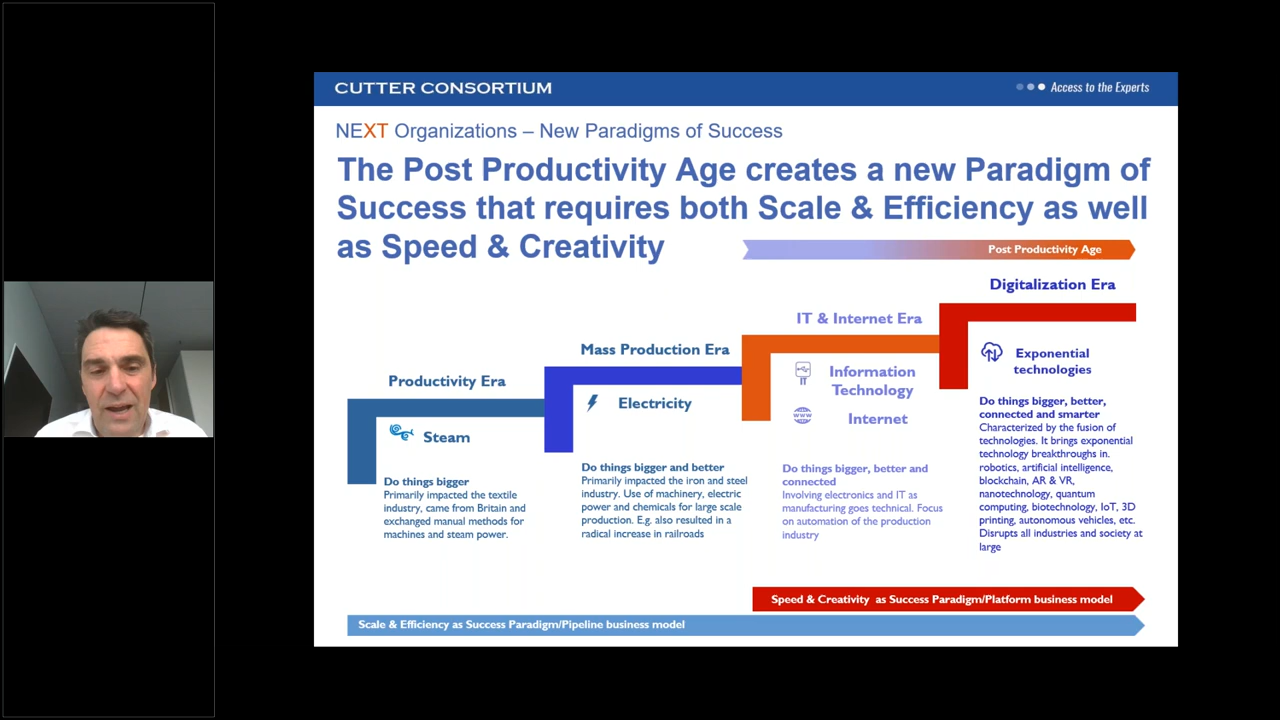 CUTTER CONSORTIUM
Access to the Experts
NEXT Organizations – New Paradigms of Success
The Post Productivity Age creates a new Paradigm of
Success that requires both Scale & Efficiency as well
as Speed & Creativity
Post Productivity Age
Productivity Era
Steam
Do things bigger
Primarily impacted the textile
industry, came from Britain and
exchanged manual methods for
machines and steam power.
Mass Production Era
Electricity
Do things bigger and better
Primarily impacted the iron and steel
industry. Use of machinery, electric
power and chemicals for large scale
production. E.g. also resulted in a
radical increase in railroads
IT & Internet Era
IT
Information
Technology
www
Internet
Do things bigger, better and
connected
Involving electronics and IT as
manufacturing goes technical. Focus
on automation of the production
industry
Digitalization Era
Exponential
technologies
Do things bigger, better,
connected and smarter
Characterized by the fusion of
technologies. It brings exponential
technology breakthroughs in.
robotics, artificial intelligence,
blockchain, AR & VR,
nanotechnology, quantum
computing, biotechnology, IoT, 3D
printing, autonomous vehicles, etc.
Disrupts all industries and society at
large
Speed & Creativity as Success Paradigm/Platform business model
Scale & Efficiency as Success Paradigm/Pipeline business model